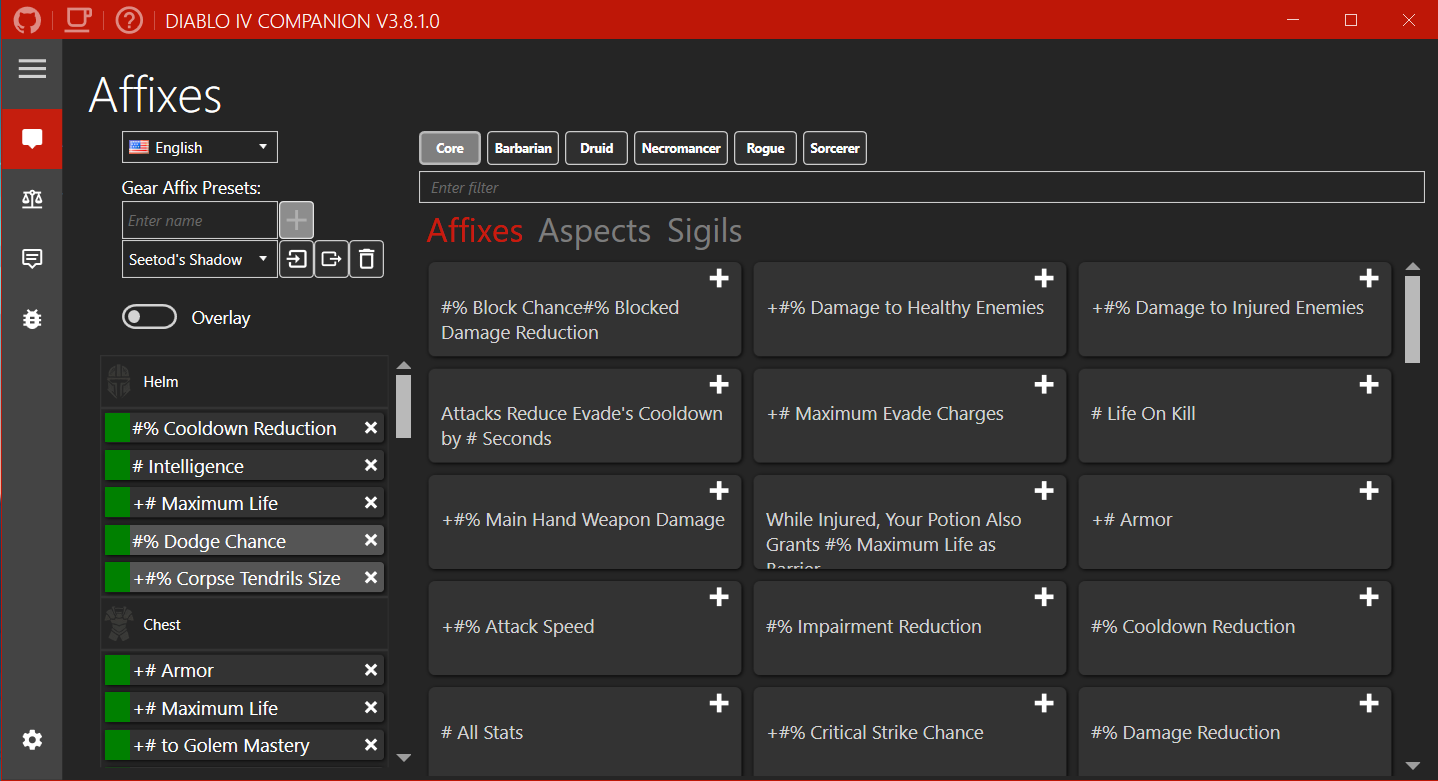 DIABLO IV COMPANION V3.8.1.0
Affixes
English
Gear Affix Presets:
Enter name
Seetod's Shadow
Overlay
Helm
#% Cooldown Reduction
# Intelligence
+# Maximum Life
#% Dodge Chance
+#% Corpse Tendrils Size
Chest
+# Armor
+# Maximum Life
+# to Golem Mastery
Core
Barbarian
Druid
Necromancer
Rogue
Sorcerer
Enter filter
Affixes Aspects Sigils
#% Block Chance#% Blocked
Damage Reduction
+#% Damage to Healthy Enemies
+#% Damage to Injured Enemies
Attacks Reduce Evade's Cooldown
by # Seconds
+# Maximum Evade Charges
# Life On Kill
+#% Main Hand Weapon Damage
While Injured, Your Potion Also
Grants #% Maximum Life as
Barrier
+# Armor
+#% Attack Speed
#% Impairment Reduction
#% Cooldown Reduction
# All Stats
+#% Critical Strike Chance
#% Damage Reduction